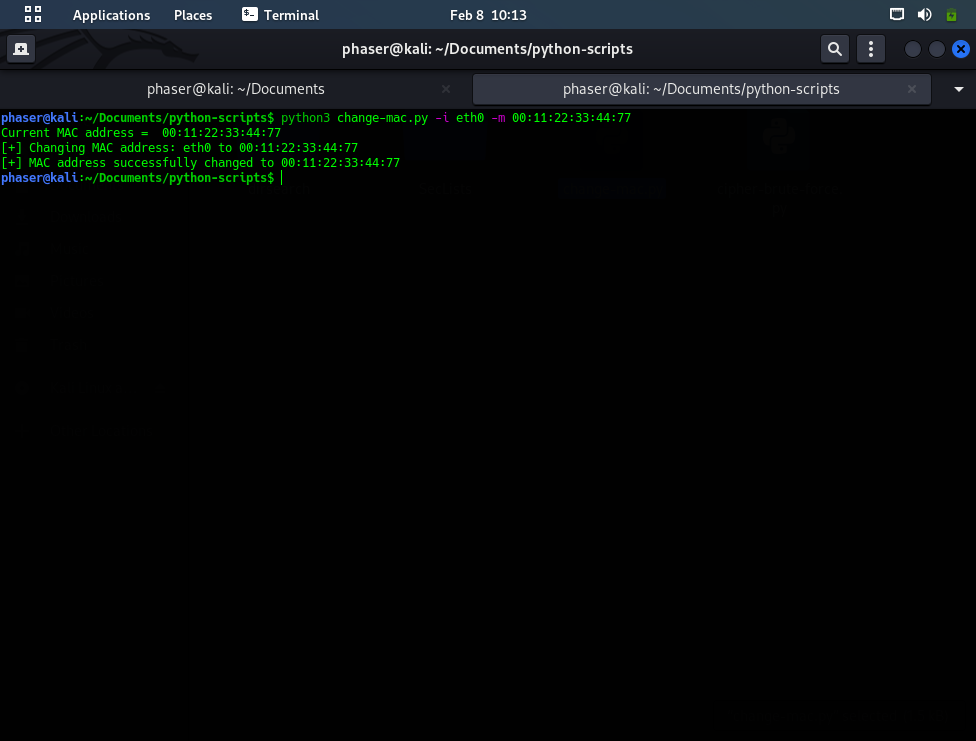 Applications Places Terminal Feb 8 10:13
phaser@kali: ~/Documents/python-scripts
phaser@kali: ~/Documents phaser@kali: ~/Documents/python-scripts
phaser@kali:~/Documents/python-scripts$ python3 change-mac.py -i eth0 -m 00:11:22:33:44:77
Current MAC address =  00:11:22:33:44:77
[+] Changing MAC address: eth0 to 00:11:22:33:44:77
[+] MAC address successfully changed to 00:11:22:33:44:77
phaser@kali:~/Documents/python-scripts$